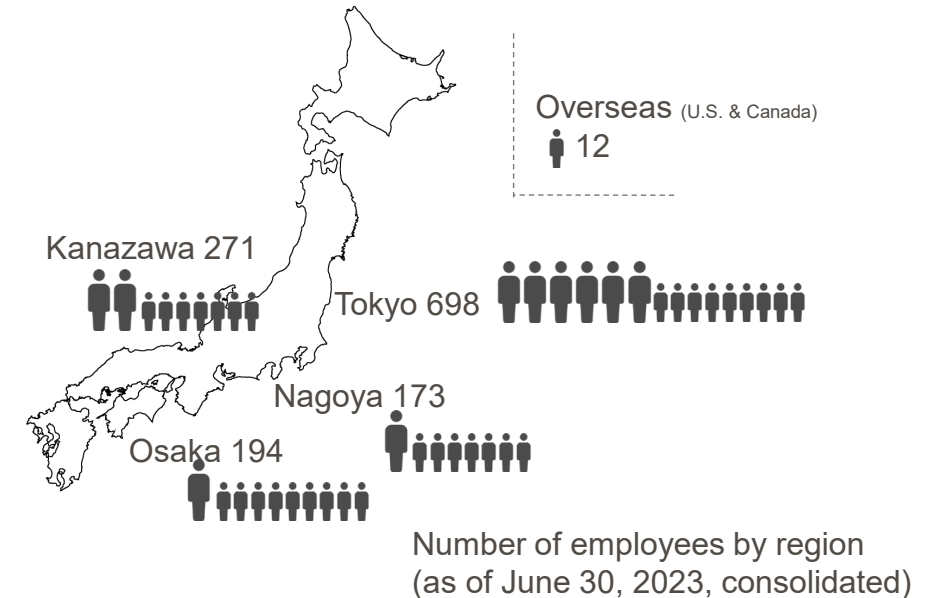 Overseas (U.S. & Canada)
12
Kanazawa 271
Tokyo 698
Nagoya 173
Osaka 194
Number of employees by region
(as of June 30, 2023, consolidated)